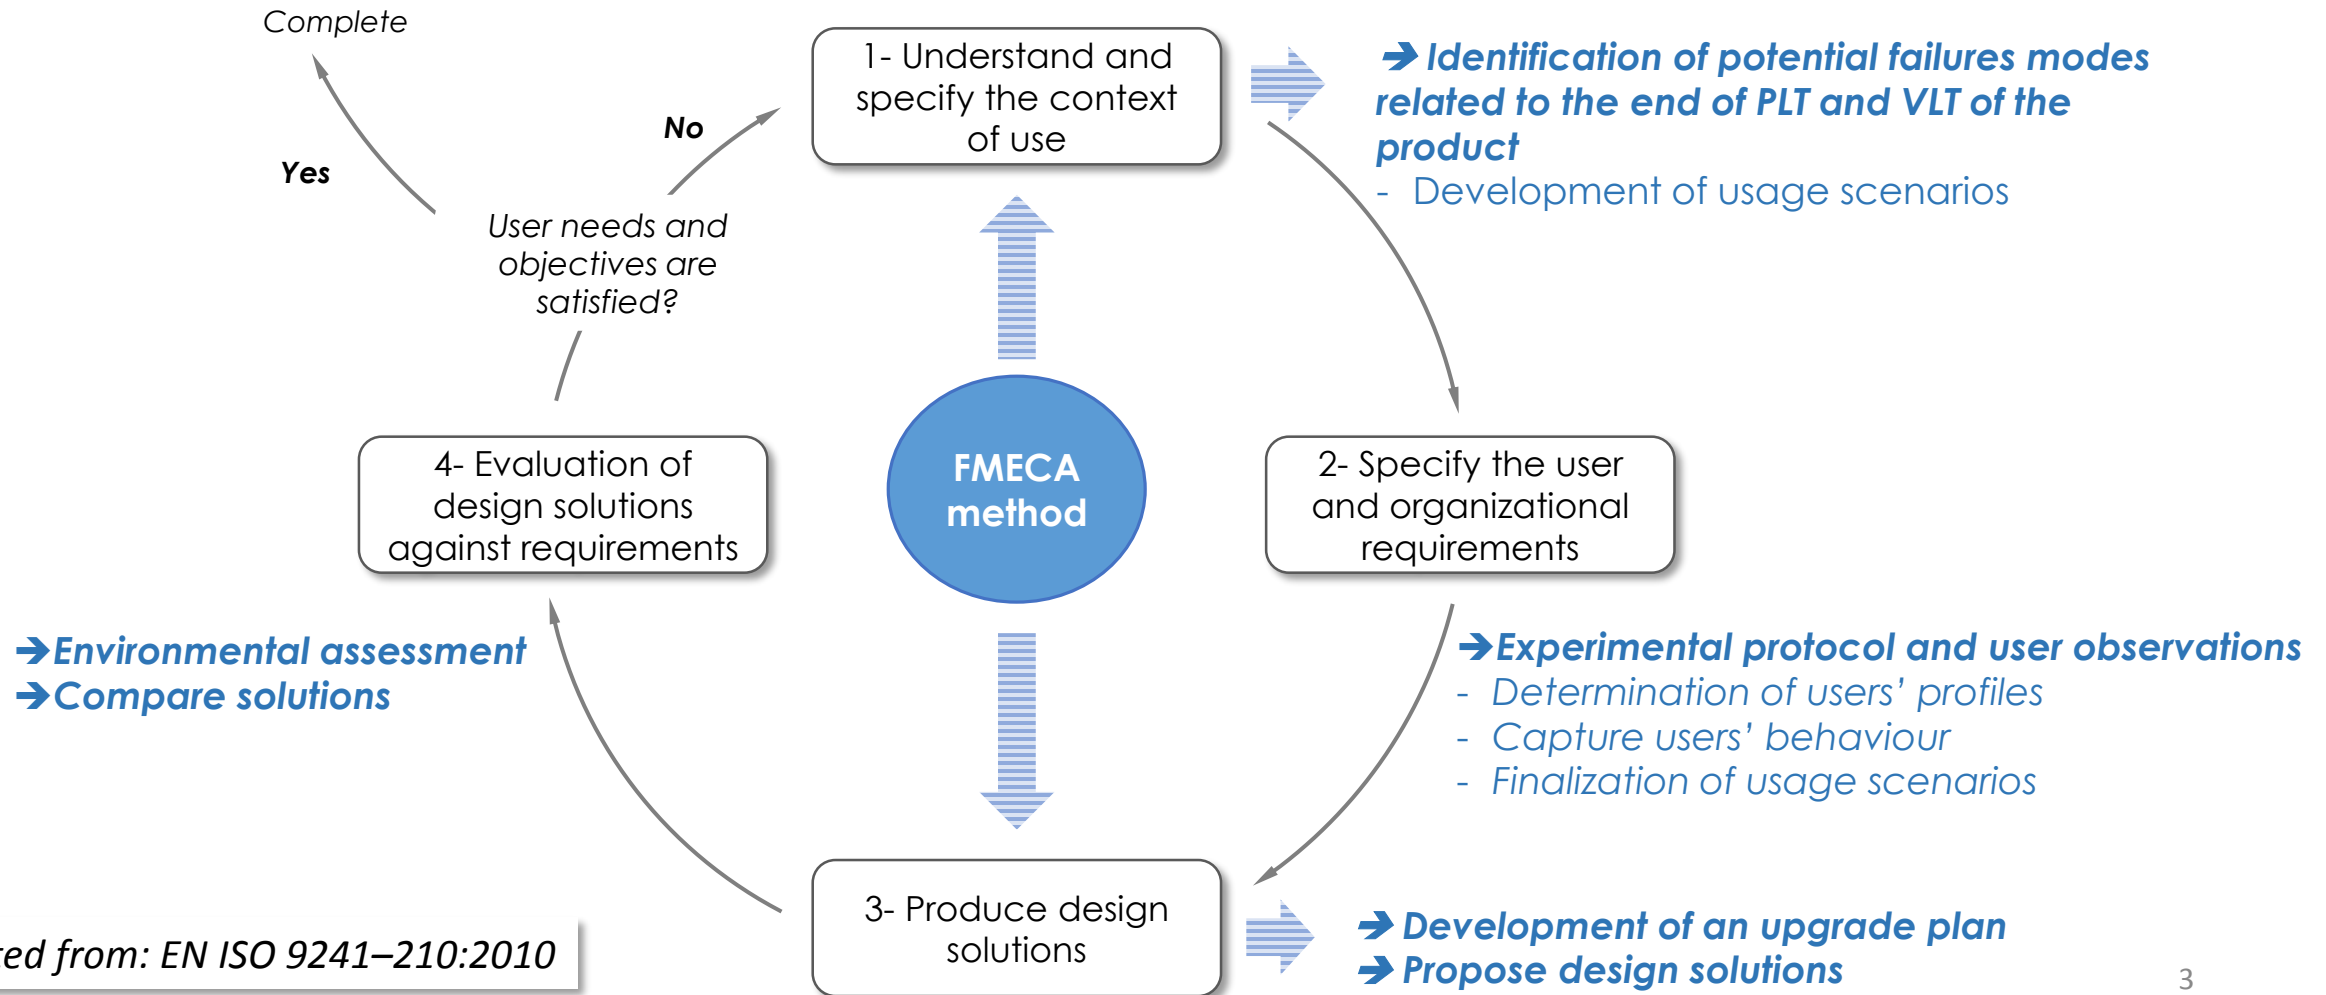 Complete
Yes
No
User needs and
objectives are
satisfied?
1- Understand and
specify the context
of use
➔ Identification of potential failures modes
related to the end of PLT and VLT of the
product
- Development of usage scenarios
FMECA
method
4- Evaluation of
design solutions
against requirements
2- Specify the user
and organizational
requirements
➔Environmental assessment
➔Compare solutions
➔Experimental protocol and user observations
- Determination of users’ profiles
- Capture users’ behaviour
- Finalization of usage scenarios
3- Produce design
solutions
➔ Development of an upgrade plan
➔ Propose design solutions
from: EN ISO 9241–210:2010
3